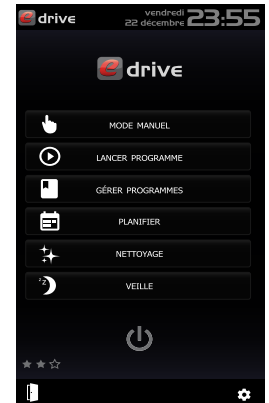 e drive
vendredi
22 décembre
23:55
e drive
MODE MANUEL
LANCER PROGRAMME
GÉRER PROGRAMMES
PLANIFIER
NETTOYAGE
VEILLE